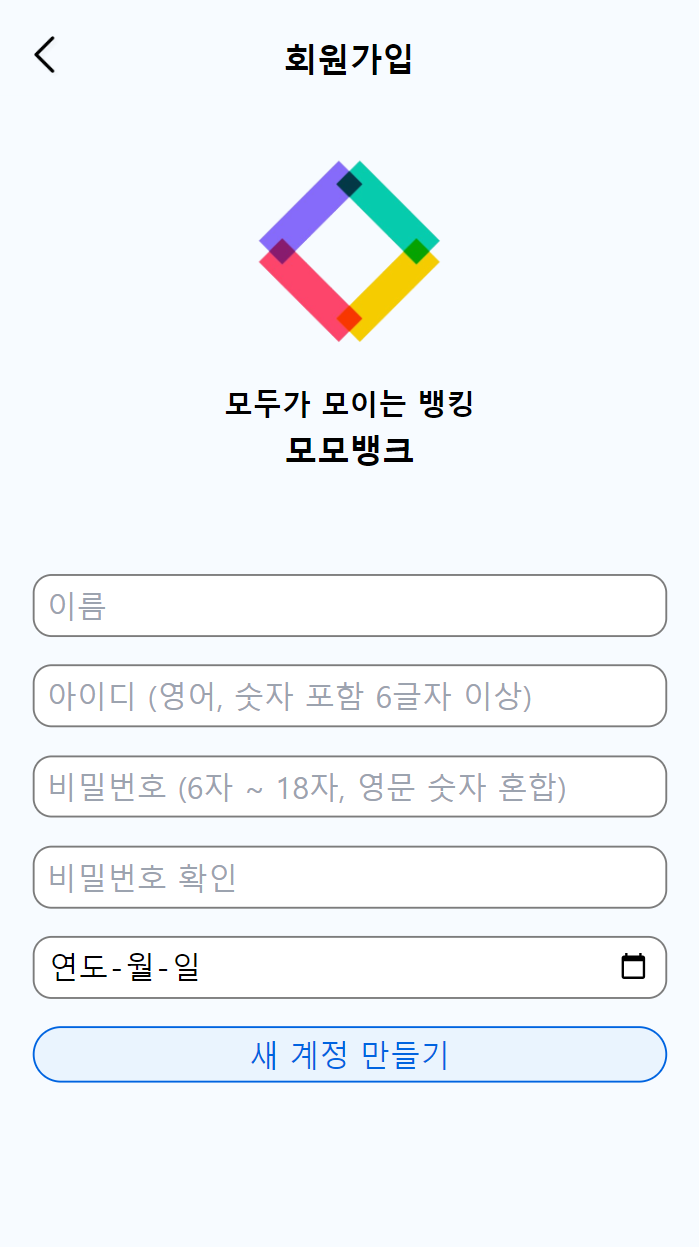 회원가입
모두가 모이는 뱅킹
모모뱅크
이름
아이디 (영어, 숫자 포함 6글자 이상)
비밀번호 (6자 ~ 18자, 영문 숫자 혼합)
비밀번호 확인
연도-월-일
새 계정 만들기